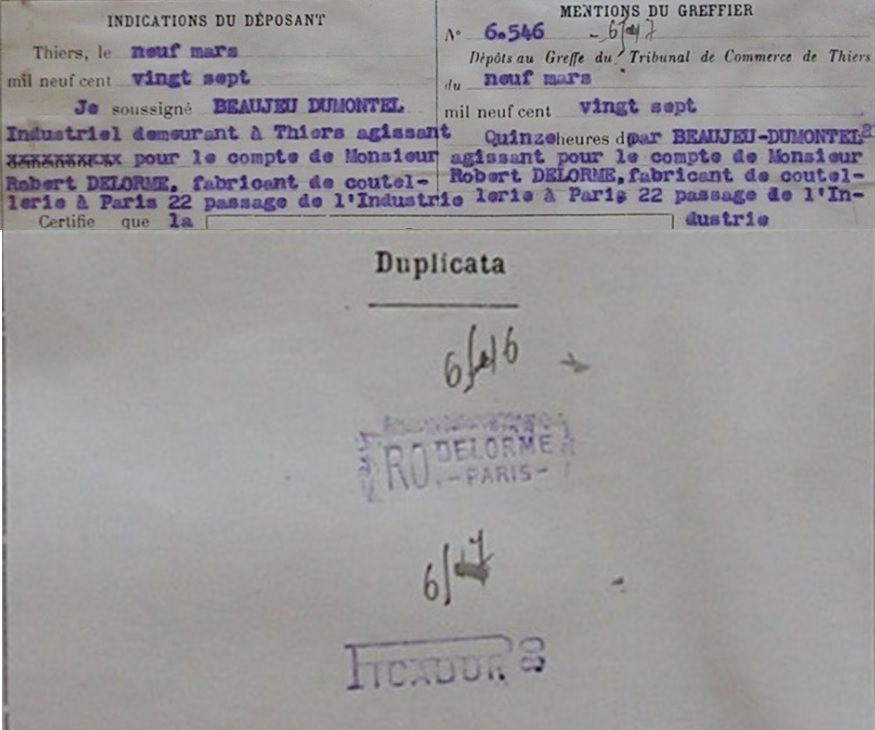 INDICATIONS DU DÉPOSANT
Thiers, le neuf mars
mil neuf cent vingt sept
Je soussigné BEAUJEU DUMONTEL
Industriel demeurant à Thiers agissant
pour le compte de Monsieur
Robert DELORME, fabricant de coutel-
lerie à Paris 22 passage de l'Industrie
Certifie que la
MENTIONS DU GREFFIER
N° 6.546 -
Dépôts au Greffe du Tribunal de Commerce de Thiers
du neuf mars
mil neuf cent vingt sept
Quinze heures par BEAUJEU-DUMONTEL
agissant pour le compte de Monsieur
Robert DELORME, fabricant de coutel-
lerie à Paris 22 passage de l'In-
dustrie
Duplicata
RO. DELORME
-PARIS-
PICADOR